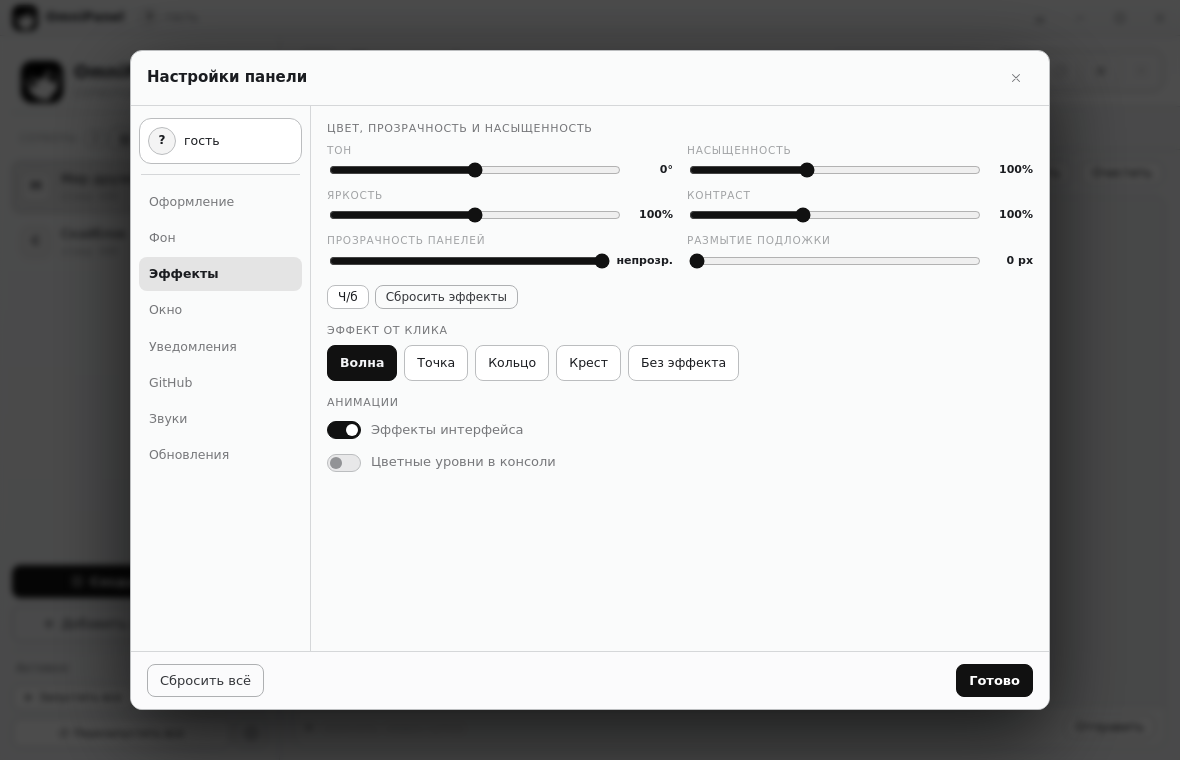 OmniPanel
Настройки панели
? гость
Оформление
Фон
Эффекты
Окно
Уведомления
GitHub
Звуки
Обновления
ЦВЕТ, ПРОЗРАЧНОСТЬ И НАСЫЩЕННОСТЬ
ТОН
0°
НАСЫЩЕННОСТЬ
100%
ЯРКОСТЬ
100%
КОНТРАСТ
100%
ПРОЗРАЧНОСТЬ ПАНЕЛЕЙ
непрозр.
РАЗМЫТИЕ ПОДЛОЖКИ
0 px
Ч/б Сбросить эффекты
ЭФФЕКТ ОТ КЛИКА
Волна Точка Кольцо Крест Без эффекта
АНИМАЦИИ
Эффекты интерфейса
Цветные уровни в консоли
Сбросить всё
Готово